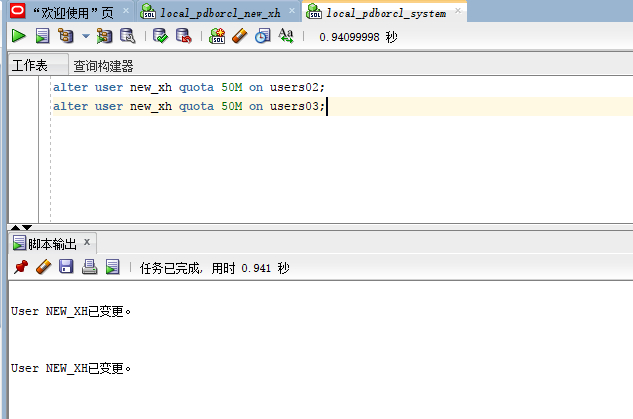 “欢迎使用”页 local_pdborcl_new_xh local_pdborcl_system
SQL Aa 0.94099998 秒
工作表 查询构建器
alter user new_xh quota 50M on users02;
alter user new_xh quota 50M on users03;
脚本输出 x
任务已完成, 用时 0.941 秒
User NEW_XH已变更。
User NEW_XH已变更。